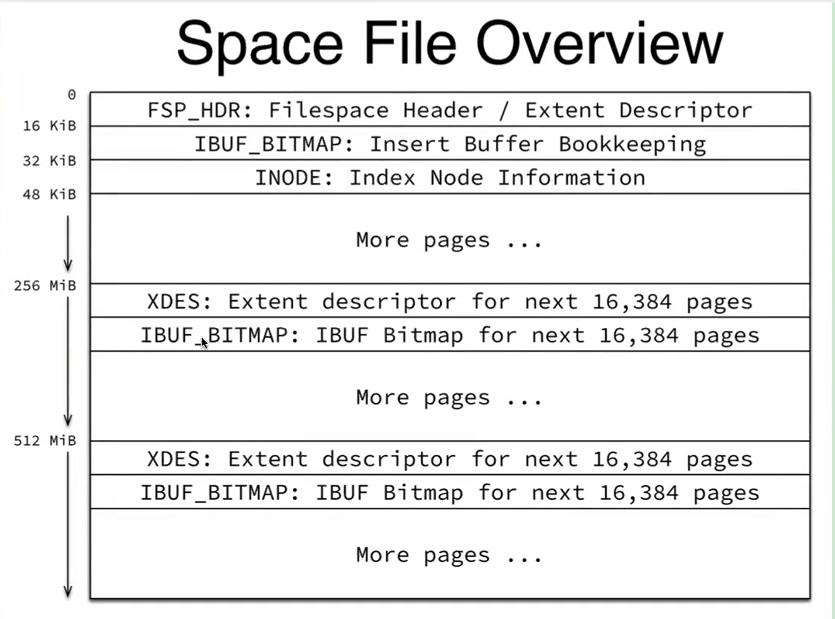 Space File Overview
0
FSP_HDR: Filespace Header / Extent Descriptor
16 KiB
IBUF_BITMAP: Insert Buffer Bookkeeping
32 KiB
INODE: Index Node Information
48 KiB
More pages ...
256 MiB
XDES: Extent descriptor for next 16,384 pages
IBUF_BITMAP: IBUF Bitmap for next 16,384 pages
More pages ...
512 MiB
XDES: Extent descriptor for next 16,384 pages
IBUF_BITMAP: IBUF Bitmap for next 16,384 pages
More pages ...